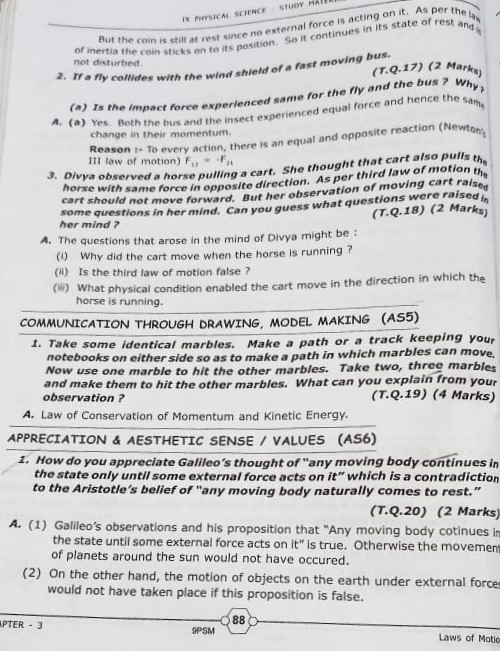 IX PHYSICAL SCIENCE - STUDY
But the coin is still at rest since no external force is acting on it. As per the law
of inertia the coin sticks on to its position. So it continues in its state of rest and is
not disturbed.
2. If a fly collides with the wind shield of a fast moving bus.
(T.Q.17) (2 Marks)
(a) Is the impact force experienced same for the fly and the bus ? Why ?
A. (a) Yes. Both the bus and the insect experienced equal force and hence the same
change in their momentum.
Reason :- To every action, there is an equal and opposite reaction (Newton's
III law of motion) F₁₂ = -F₂₁
3. Divya observed a horse pulling a cart. She thought that cart also pulls the
horse with same force in opposite direction. As per third law of motion the
cart should not move forward. But her observation of moving cart raised
some questions in her mind. Can you guess what questions were raised in
her mind ?
(T.Q.18) (2 Marks)
A. The questions that arose in the mind of Divya might be :
(i) Why did the cart move when the horse is running ?
(ii) Is the third law of motion false ?
(iii) What physical condition enabled the cart move in the direction in which the
horse is running.
COMMUNICATION THROUGH DRAWING, MODEL MAKING (AS5)
1. Take some identical marbles. Make a path or a track keeping your
notebooks on either side so as to make a path in which marbles can move.
Now use one marble to hit the other marbles. Take two, three marbles
and make them to hit the other marbles. What can you explain from your
observation ?
(T.Q.19) (4 Marks)
A. Law of Conservation of Momentum and Kinetic Energy.
APPRECIATION & AESTHETIC SENSE / VALUES (AS6)
1. How do you appreciate Galileo's thought of "any moving body continues in
the state only until some external force acts on it" which is a contradiction
to the Aristotle's belief of "any moving body naturally comes to rest."
(T.Q.20) (2 Marks)
A. (1) Galileo's observations and his proposition that "Any moving body cotinues in
the state until some external force acts on it" is true. Otherwise the movement
of planets around the sun would not have occured.
(2) On the other hand, the motion of objects on the earth under external forces
would not have taken place if this proposition is false.
APTER - 3
9PSM
88
Laws of Motio